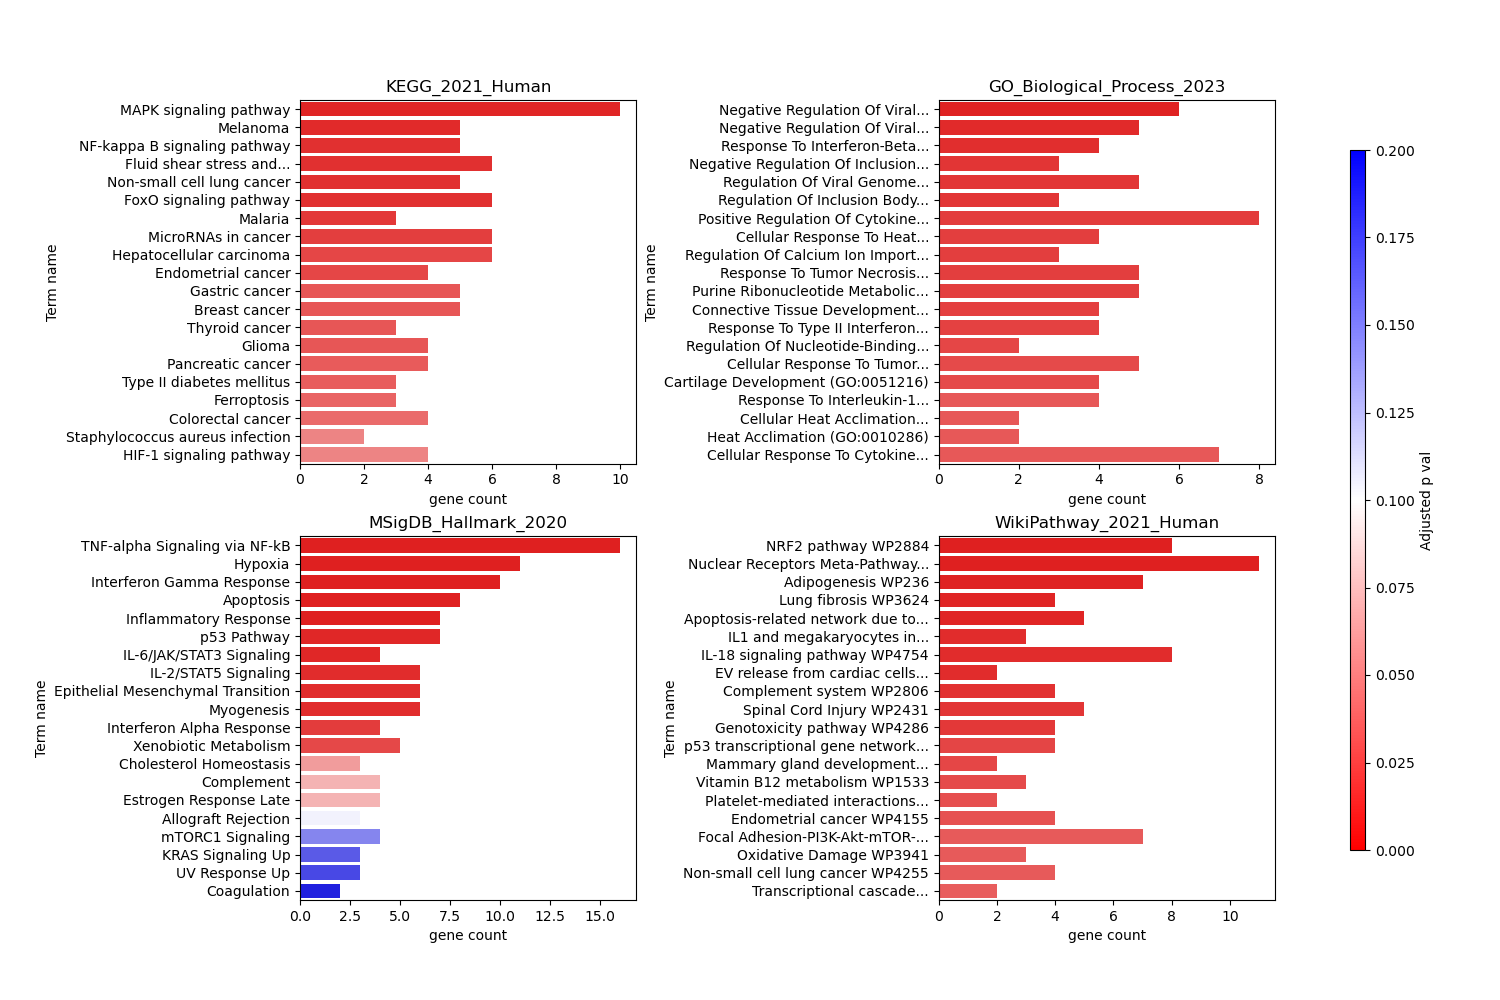 KEGG_2021_Human
MAPK signaling pathway
Melanoma
NF-kappa B signaling pathway
Fluid shear stress and...
Non-small cell lung cancer
FoxO signaling pathway
Malaria
MicroRNAs in cancer
Hepatocellular carcinoma
Endometrial cancer
Gastric cancer
Breast cancer
Thyroid cancer
Glioma
Pancreatic cancer
Type II diabetes mellitus
Ferroptosis
Colorectal cancer
Staphylococcus aureus infection
HIF-1 signaling pathway
Term name
0 2 4 6 8 10
gene count
GO_Biological_Process_2023
Negative Regulation Of Viral...
Negative Regulation Of Viral...
Response To Interferon-Beta...
Negative Regulation Of Inclusion...
Regulation Of Viral Genome...
Regulation Of Inclusion Body...
Positive Regulation Of Cytokine...
Cellular Response To Heat...
Regulation Of Calcium Ion Import...
Response To Tumor Necrosis...
Purine Ribonucleotide Metabolic...
Connective Tissue Development...
Response To Type II Interferon...
Regulation Of Nucleotide-Binding...
Cellular Response To Tumor...
Cartilage Development (GO:0051216)
Response To Interleukin-1...
Cellular Heat Acclimation...
Heat Acclimation (GO:0010286)
Cellular Response To Cytokine...
Term name
0 2 4 6 8
gene count
MSigDB_Hallmark_2020
TNF-alpha Signaling via NF-kB
Hypoxia
Interferon Gamma Response
Apoptosis
Inflammatory Response
p53 Pathway
IL-6/JAK/STAT3 Signaling
IL-2/STAT5 Signaling
Epithelial Mesenchymal Transition
Myogenesis
Interferon Alpha Response
Xenobiotic Metabolism
Cholesterol Homeostasis
Complement
Estrogen Response Late
Allograft Rejection
mTORC1 Signaling
KRAS Signaling Up
UV Response Up
Coagulation
Term name
0.0 2.5 5.0 7.5 10.0 12.5 15.0
gene count
WikiPathway_2021_Human
NRF2 pathway WP2884
Nuclear Receptors Meta-Pathway...
Adipogenesis WP236
Lung fibrosis WP3624
Apoptosis-related network due to...
IL1 and megakaryocytes in...
IL-18 signaling pathway WP4754
EV release from cardiac cells...
Complement system WP2806
Spinal Cord Injury WP2431
Genotoxicity pathway WP4286
p53 transcriptional gene network...
Mammary gland development...
Vitamin B12 metabolism WP1533
Platelet-mediated interactions...
Endometrial cancer WP4155
Focal Adhesion-PI3K-Akt-mTOR-...
Oxidative Damage WP3941
Non-small cell lung cancer WP4255
Transcriptional cascade...
Term name
0 2 4 6 8 10
gene count
0.200
0.175
0.150
0.125
0.100
0.075
0.050
0.025
0.000
Adjusted p val